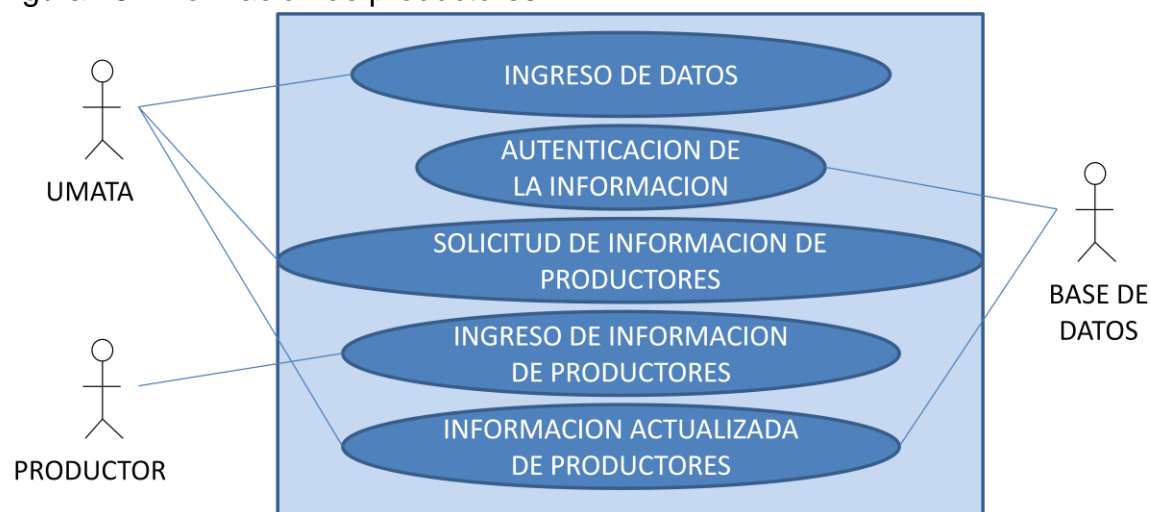 INGRESO DE DATOS
AUTENTICACION DE
LA INFORMACION
UMATA
SOLICITUD DE INFORMACION DE
PRODUCTORES
BASE DE
DATOS
INGRESO DE INFORMACION
DE PRODUCTORES
PRODUCTOR
INFORMACION ACTUALIZADA
DE PRODUCTORES